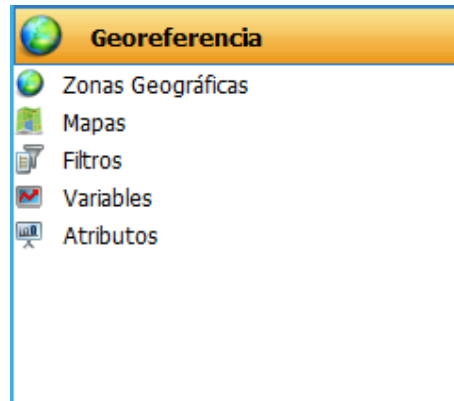 Georeferencia
Zonas Geográficas
Mapas
Filtros
Variables
Atributos